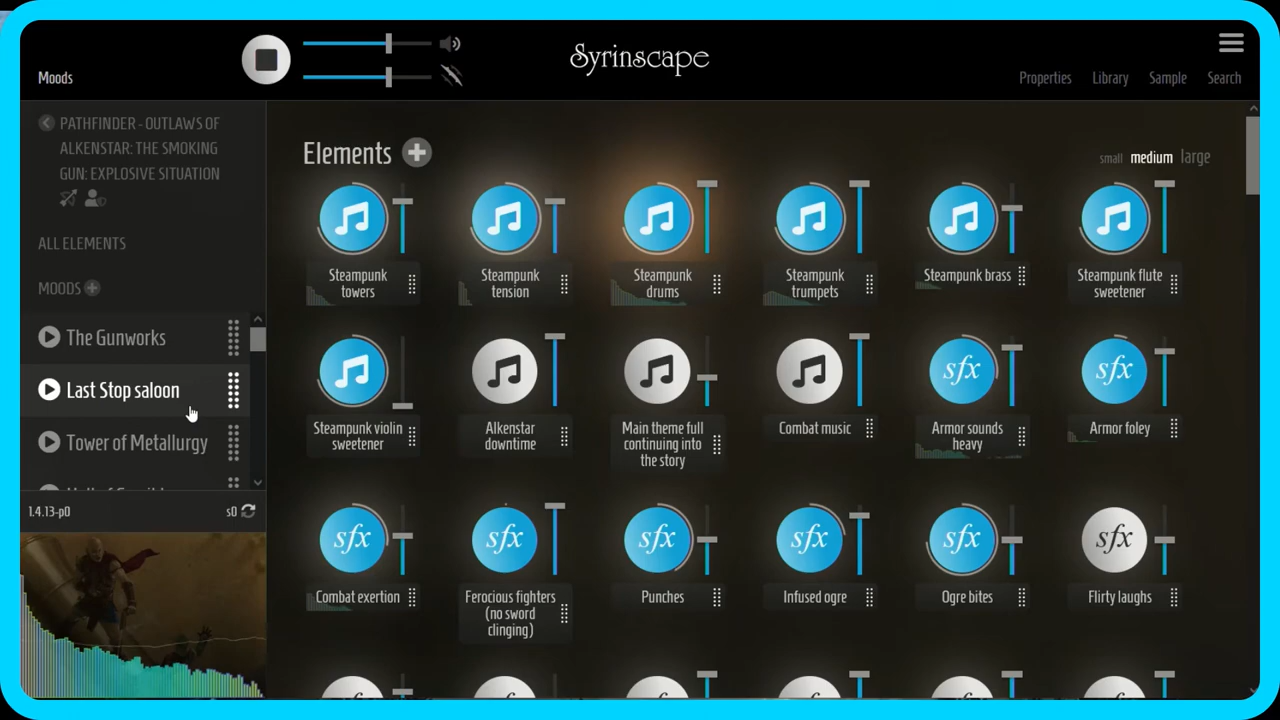 Syrinscape
Moods
Properties
Library
Sample
Search
PATHFINDER - OUTLAWS OF
ALKENSTAR: THE SMOKING
GUN: EXPLOSIVE SITUATION
ALL ELEMENTS
MOODS
The Gunworks
Last Stop saloon
Tower of Metallurgy
1.4.13-p0
s0
Elements
small medium large
Steampunk
towers
Steampunk
tension
Steampunk
drums
Steampunk
trumpets
Steampunk brass
Steampunk flute
sweetener
Steampunk violin
sweetener
Alkenstar
downtime
Main theme full
continuing into
the story
Combat music
sfx
Armor sounds
heavy
sfx
Armor foley
sfx
Combat exertion
sfx
Ferocious fighters
(no sword
clinging)
sfx
Punches
sfx
Infused ogre
sfx
Ogre bites
sfx
Flirty laughs